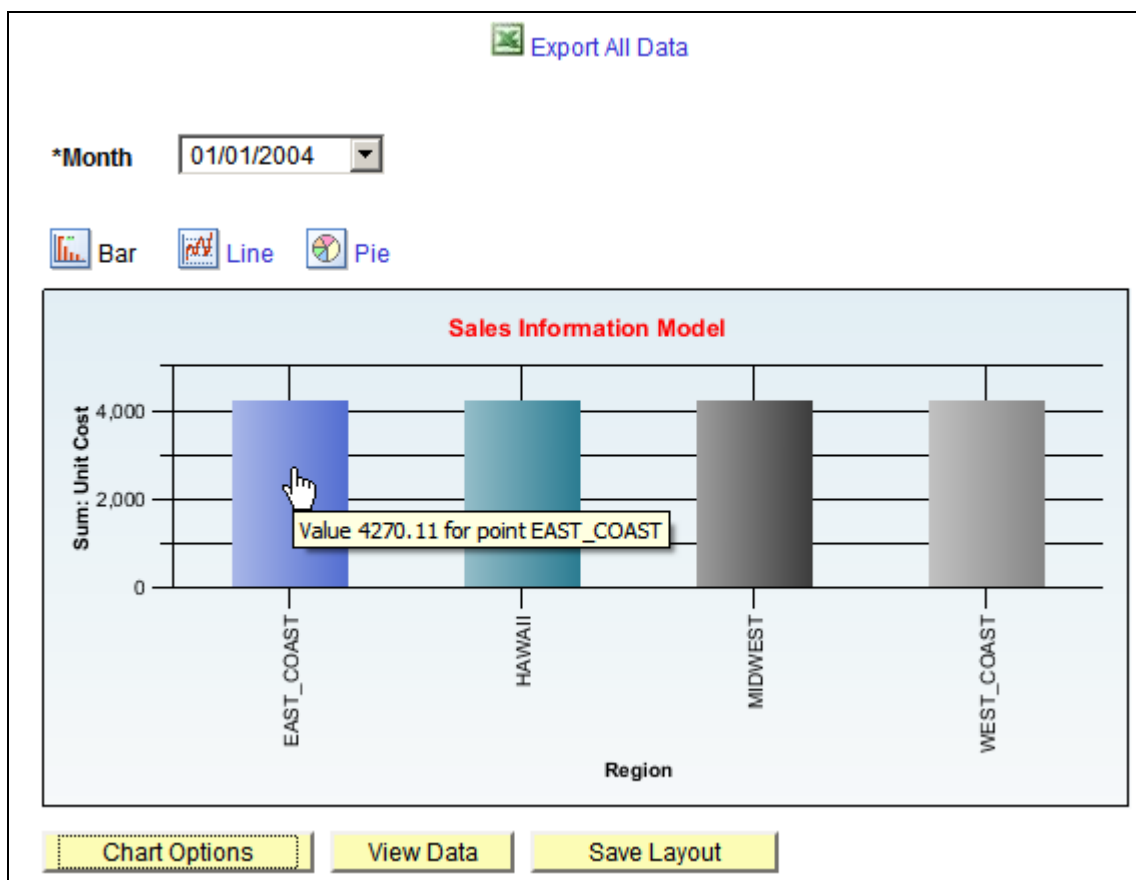 Export All Data
*Month 01/01/2004
Bar Line Pie
Sales Information Model
Sum: Unit Cost
4,000
2,000
0
Value 4270.11 for point EAST_COAST
EAST_COAST
HAWAII
MIDWEST
WEST_COAST
Region
Chart Options View Data Save Layout